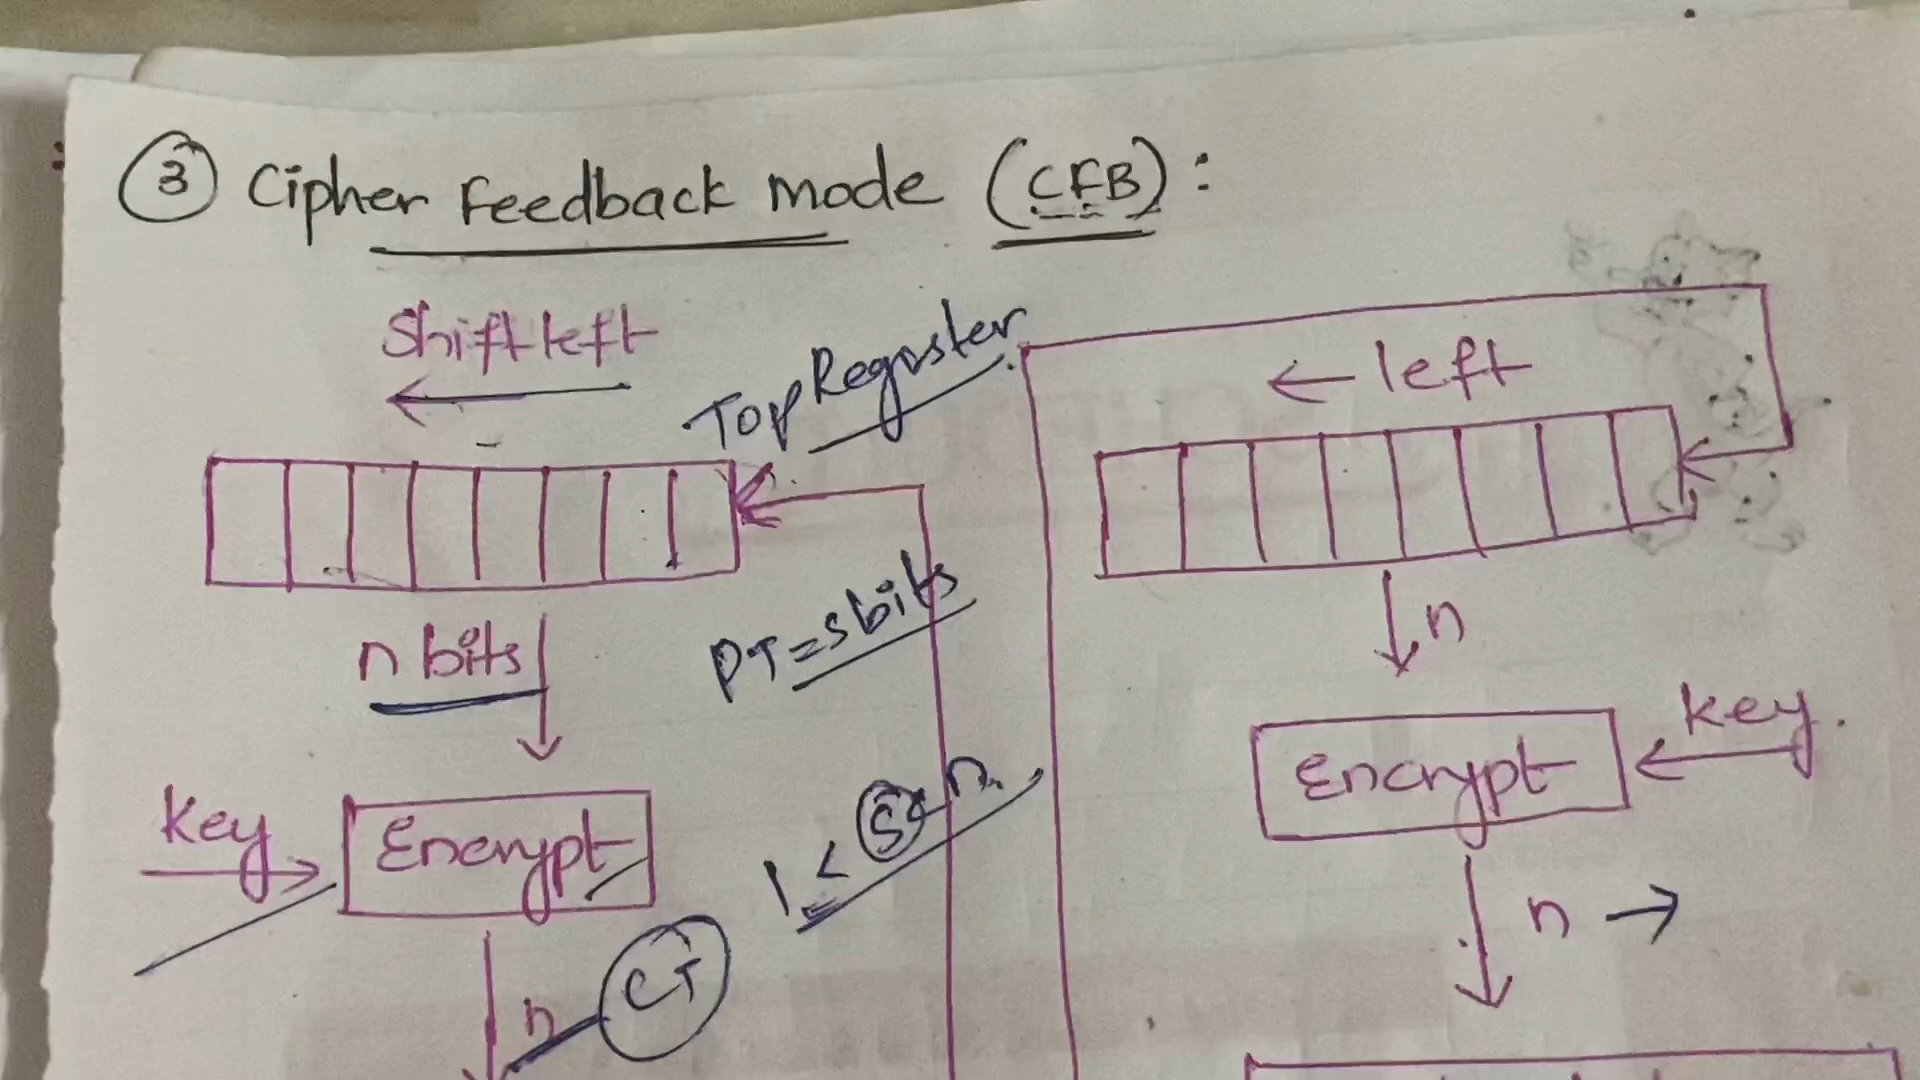 ③ Cipher Feedback mode (CFB):
Shift left
Top Register
← left
n bits
PT = s bits
n
key
Encrypt
1 < s < n
Encrypt
key.
n
CT
n →